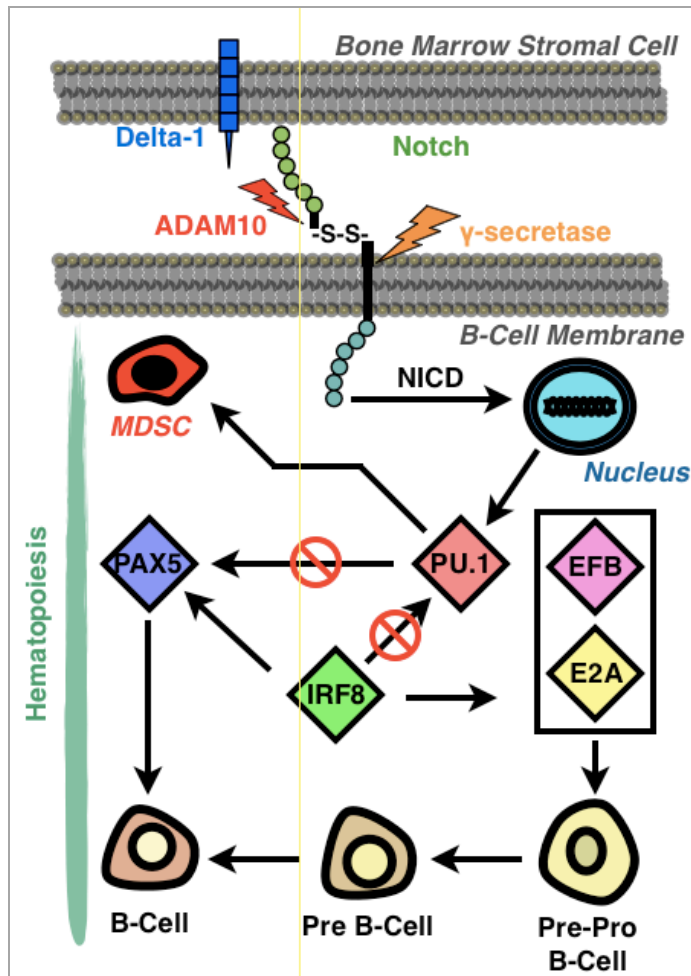 Bone Marrow Stromal Cell
Delta-1
Notch
ADAM10
-S-S-
γ-secretase
B-Cell Membrane
NICD
MDSC
Nucleus
Hematopoiesis
PAX5
PU.1
EFB
E2A
IRF8
B-Cell
Pre B-Cell
Pre-Pro
B-Cell